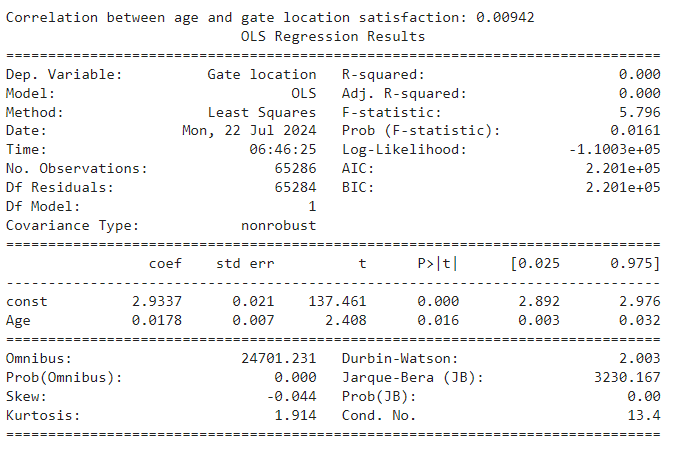 Correlation between age and gate location satisfaction: 0.00942
OLS Regression Results
==============================================================================
Dep. Variable: Gate location R-squared: 0.000
Model: OLS Adj. R-squared: 0.000
Method: Least Squares F-statistic: 5.796
Date: Mon, 22 Jul 2024 Prob (F-statistic): 0.0161
Time: 06:46:25 Log-Likelihood: -1.1003e+05
No. Observations: 65286 AIC: 2.201e+05
Df Residuals: 65284 BIC: 2.201e+05
Df Model: 1
Covariance Type: nonrobust
==============================================================================
coef std err t P>|t| [0.025 0.975]
------------------------------------------------------------------------------
const 2.9337 0.021 137.461 0.000 2.892 2.976
Age 0.0178 0.007 2.408 0.016 0.003 0.032
==============================================================================
Omnibus: 24701.231 Durbin-Watson: 2.003
Prob(Omnibus): 0.000 Jarque-Bera (JB): 3230.167
Skew: -0.044 Prob(JB): 0.00
Kurtosis: 1.914 Cond. No. 13.4
==============================================================================